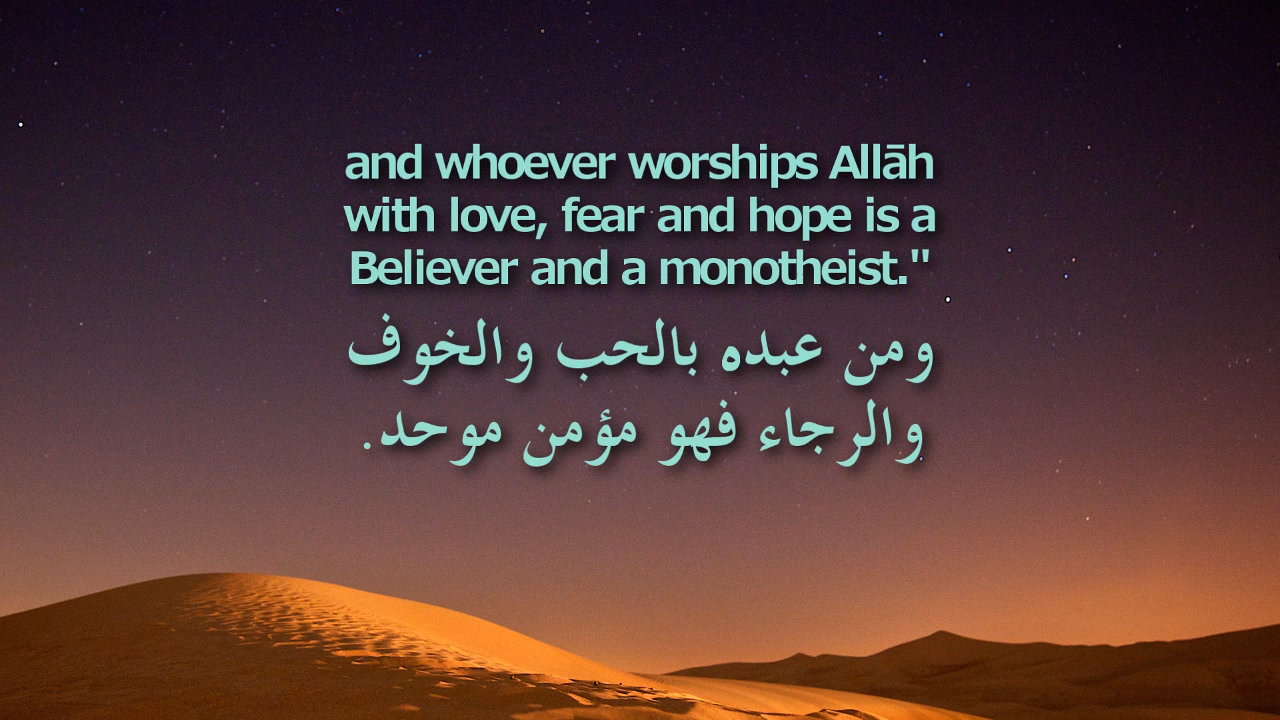 and whoever worships Allāh
with love, fear and hope is a
Believer and a monotheist."
ومن عبده بالحب والخوف
والرجاء فهو مؤمن موحد.